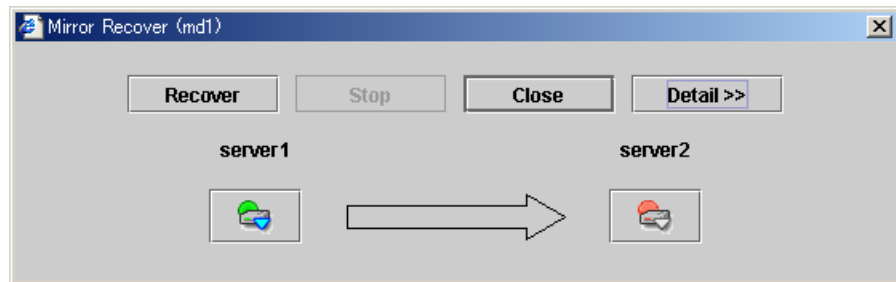 Mirror Recover (md1)
Recover Stop Close Detail >>
server1 server2